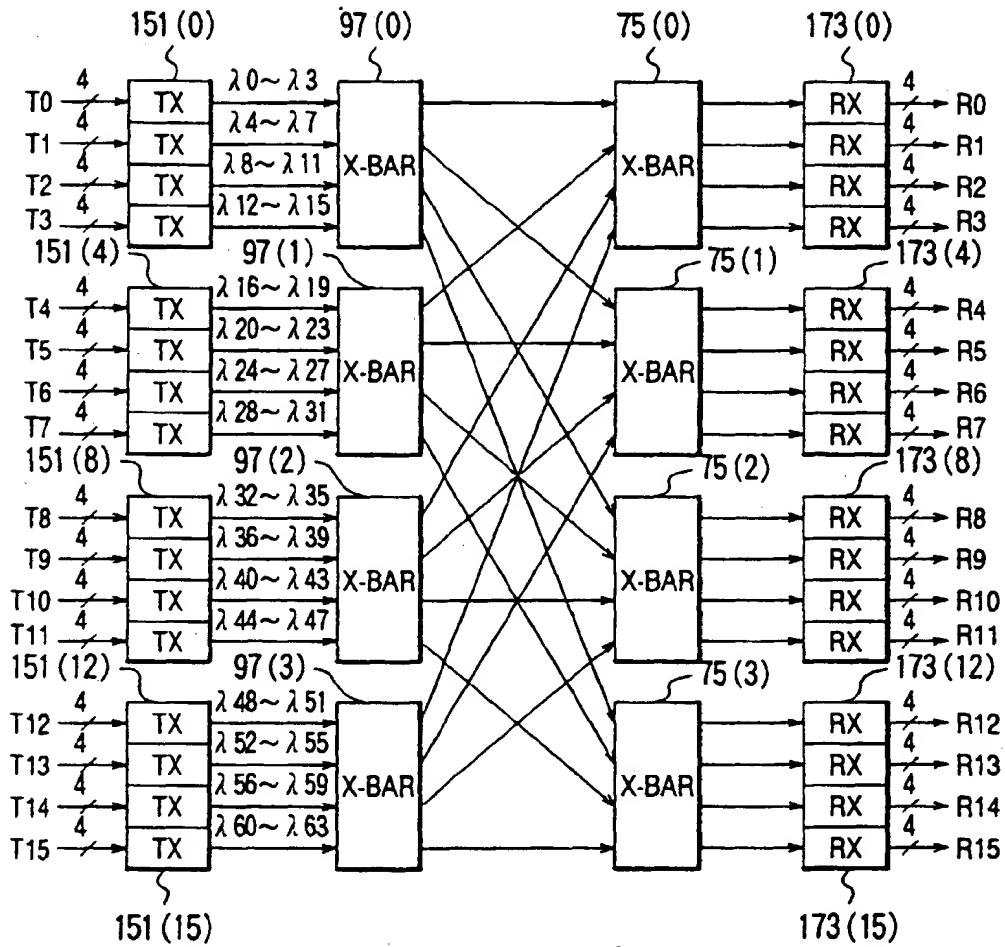 151(0) 97(0) 75(0) 173(0)
4 λ0~λ3 4
T0 TX RX R0
4 λ4~λ7 4
T1 TX RX R1
4 λ8~λ11 4
X-BAR X-BAR
T2 TX RX R2
4 λ12~λ15 4
T3 TX RX R3
151(4) 97(1) 75(1) 173(4)
4 λ16~λ19 4
T4 TX RX R4
4 λ20~λ23 4
T5 TX RX R5
4 λ24~λ27 4
X-BAR X-BAR
T6 TX RX R6
4 λ28~λ31 4
T7 TX RX R7
151(8) 97(2) 75(2) 173(8)
4 λ32~λ35 4
T8 TX RX R8
4 λ36~λ39 4
T9 TX RX R9
4 λ40~λ43 4
X-BAR X-BAR
T10 TX RX R10
4 λ44~λ47 4
T11 TX RX R11
151(12) 97(3) 75(3) 173(12)
4 λ48~λ51 4
T12 TX RX R12
4 λ52~λ55 4
T13 TX RX R13
4 λ56~λ59 4
X-BAR X-BAR
T14 TX RX R14
4 λ60~λ63 4
T15 TX RX R15
151(15) 173(15)